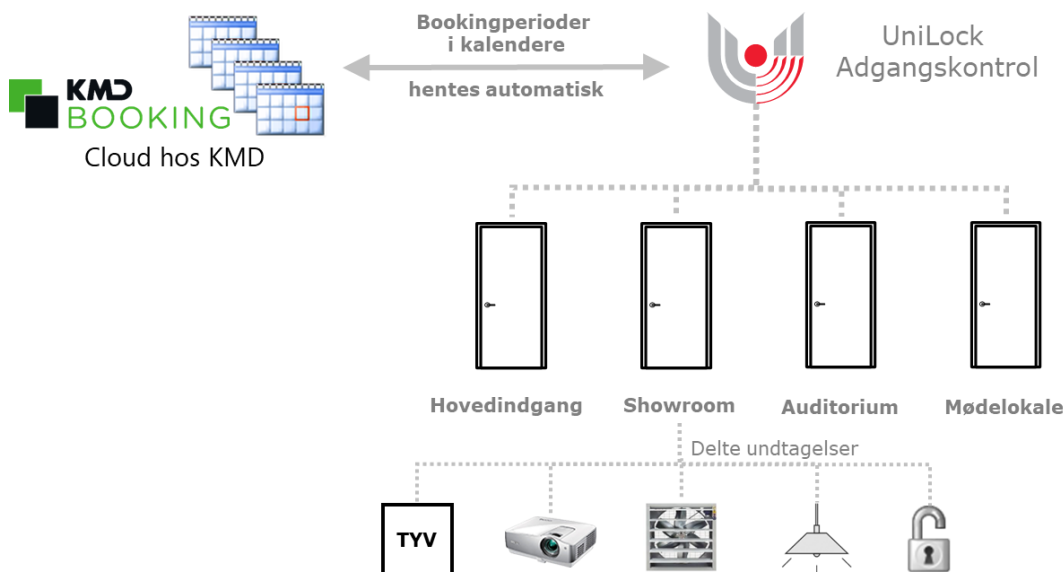 Bookingperioder
i kalendere
hentes automatisk
UniLock
Adgangskontrol
KMD
BOOKING
Cloud hos KMD
Hovedindgang
Showroom
Auditorium
Mødelokale
Delte undtagelser
TYV